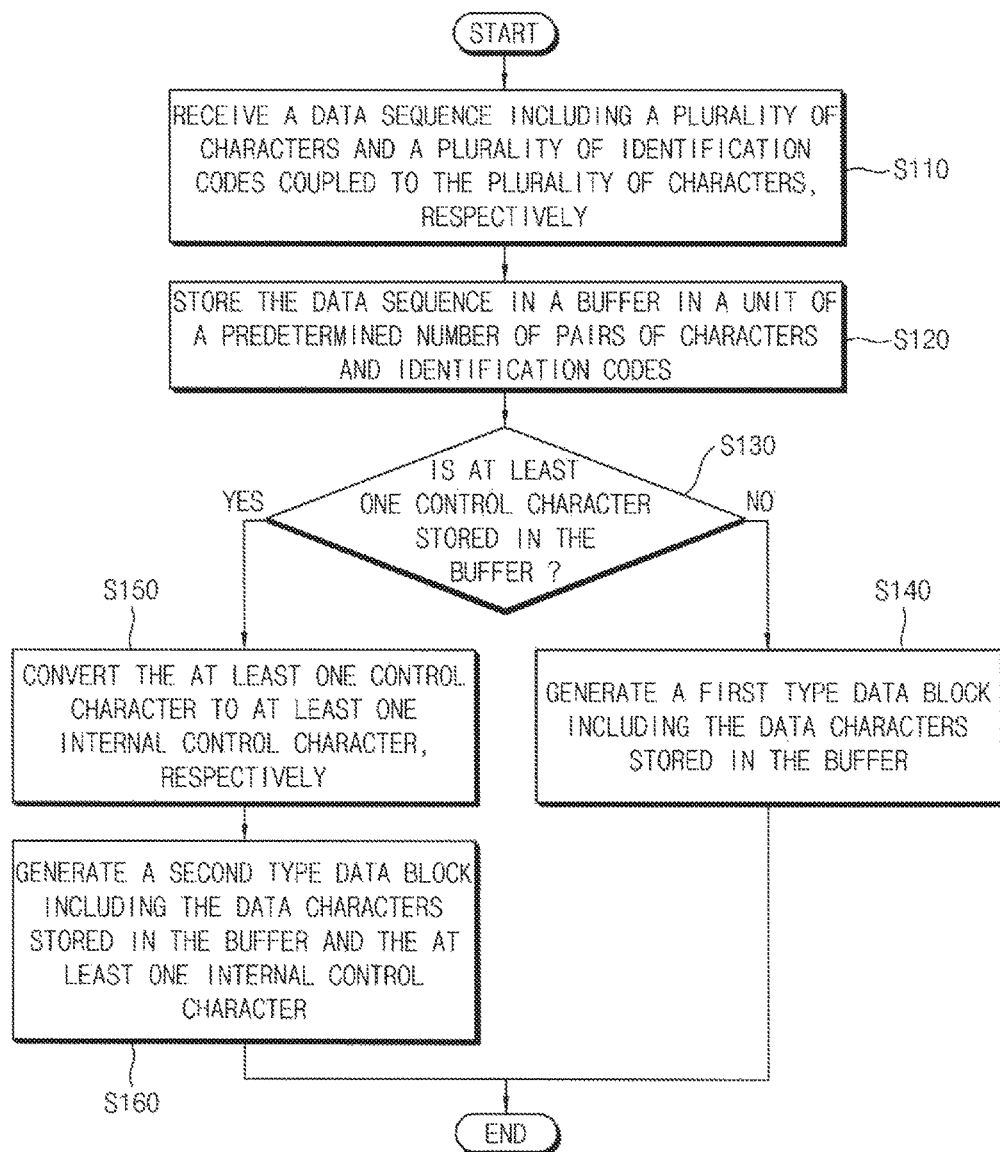 START
RECEIVE A DATA SEQUENCE INCLUDING A PLURALITY OF
CHARACTERS AND A PLURALITY OF IDENTIFICATION
CODES COUPLED TO THE PLURALITY OF CHARACTERS,
RESPECTIVELY
S110
STORE THE DATA SEQUENCE IN A BUFFER IN A UNIT OF
A PREDETERMINED NUMBER OF PAIRS OF CHARACTERS
AND IDENTIFICATION CODES
S120
S130
IS AT LEAST
ONE CONTROL CHARACTER
STORED IN THE
BUFFER ?
YES
NO
S150
CONVERT THE AT LEAST ONE CONTROL
CHARACTER TO AT LEAST ONE
INTERNAL CONTROL CHARACTER,
RESPECTIVELY
S140
GENERATE A FIRST TYPE DATA BLOCK
INCLUDING THE DATA CHARACTERS
STORED IN THE BUFFER
GENERATE A SECOND TYPE DATA BLOCK
INCLUDING THE DATA CHARACTERS
STORED IN THE BUFFER AND THE AT
LEAST ONE INTERNAL CONTROL
CHARACTER
S160
END